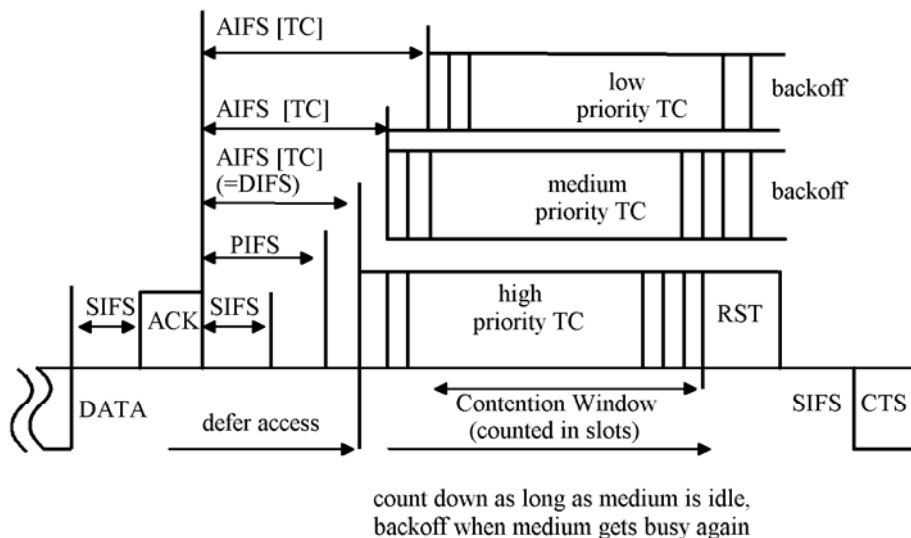 AIFS [TC]
low
priority TC
backoff
AIFS [TC]
AIFS [TC]
(=DIFS)
medium
priority TC
backoff
PIFS
SIFS
ACK
SIFS
high
priority TC
RST
DATA
defer access
Contention Window
(counted in slots)
SIFS
CTS
count down as long as medium is idle,
backoff when medium gets busy again